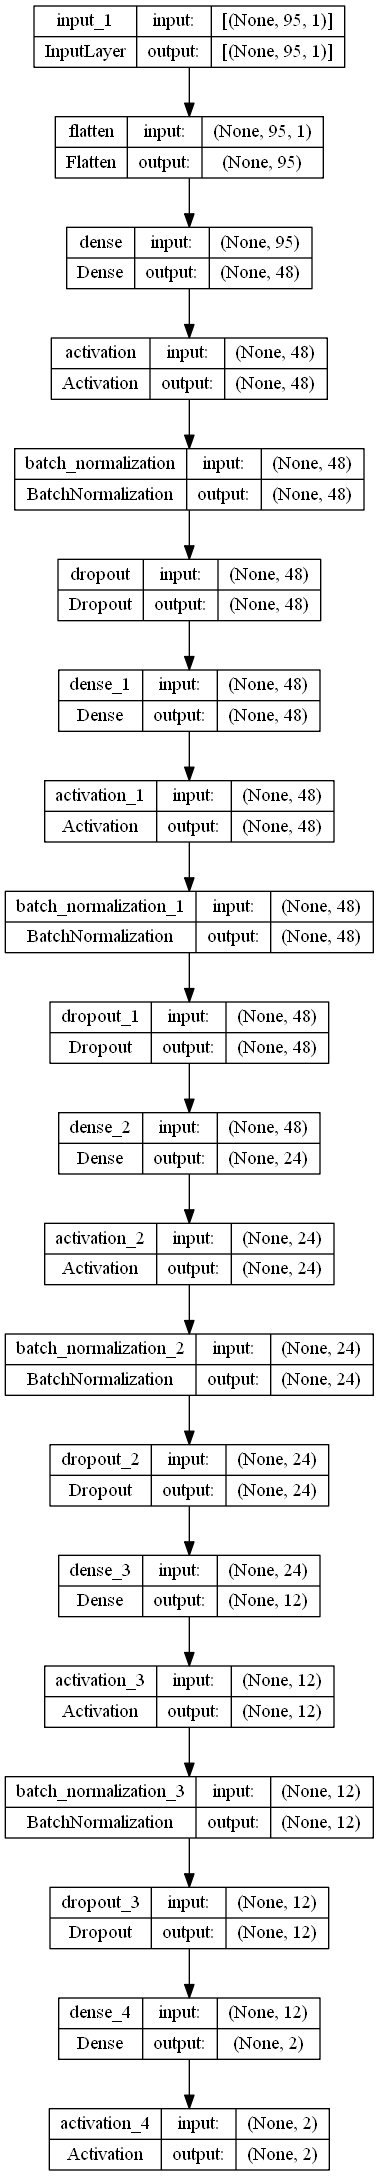 input_1 input: [(None, 95, 1)]
InputLayer output: [(None, 95, 1)]
flatten input: (None, 95, 1)
Flatten output: (None, 95)
dense input: (None, 95)
Dense output: (None, 48)
activation input: (None, 48)
Activation output: (None, 48)
batch_normalization input: (None, 48)
BatchNormalization output: (None, 48)
dropout input: (None, 48)
Dropout output: (None, 48)
dense_1 input: (None, 48)
Dense output: (None, 48)
activation_1 input: (None, 48)
Activation output: (None, 48)
batch_normalization_1 input: (None, 48)
BatchNormalization output: (None, 48)
dropout_1 input: (None, 48)
Dropout output: (None, 48)
dense_2 input: (None, 48)
Dense output: (None, 24)
activation_2 input: (None, 24)
Activation output: (None, 24)
batch_normalization_2 input: (None, 24)
BatchNormalization output: (None, 24)
dropout_2 input: (None, 24)
Dropout output: (None, 24)
dense_3 input: (None, 24)
Dense output: (None, 12)
activation_3 input: (None, 12)
Activation output: (None, 12)
batch_normalization_3 input: (None, 12)
BatchNormalization output: (None, 12)
dropout_3 input: (None, 12)
Dropout output: (None, 12)
dense_4 input: (None, 12)
Dense output: (None, 2)
activation_4 input: (None, 2)
Activation output: (None, 2)